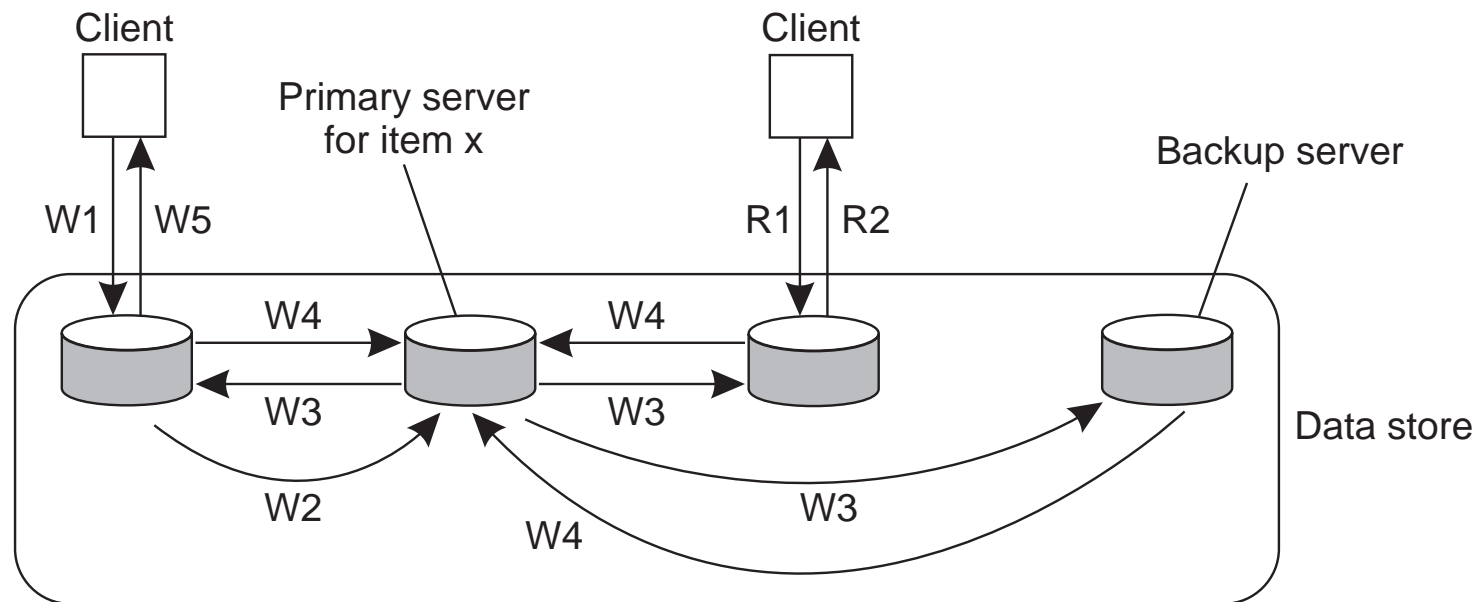 Client
Client
Primary server
for item x
Backup server
W1
W5
R1
R2
W4
W4
W3
W3
Data store
W2
W3
W4